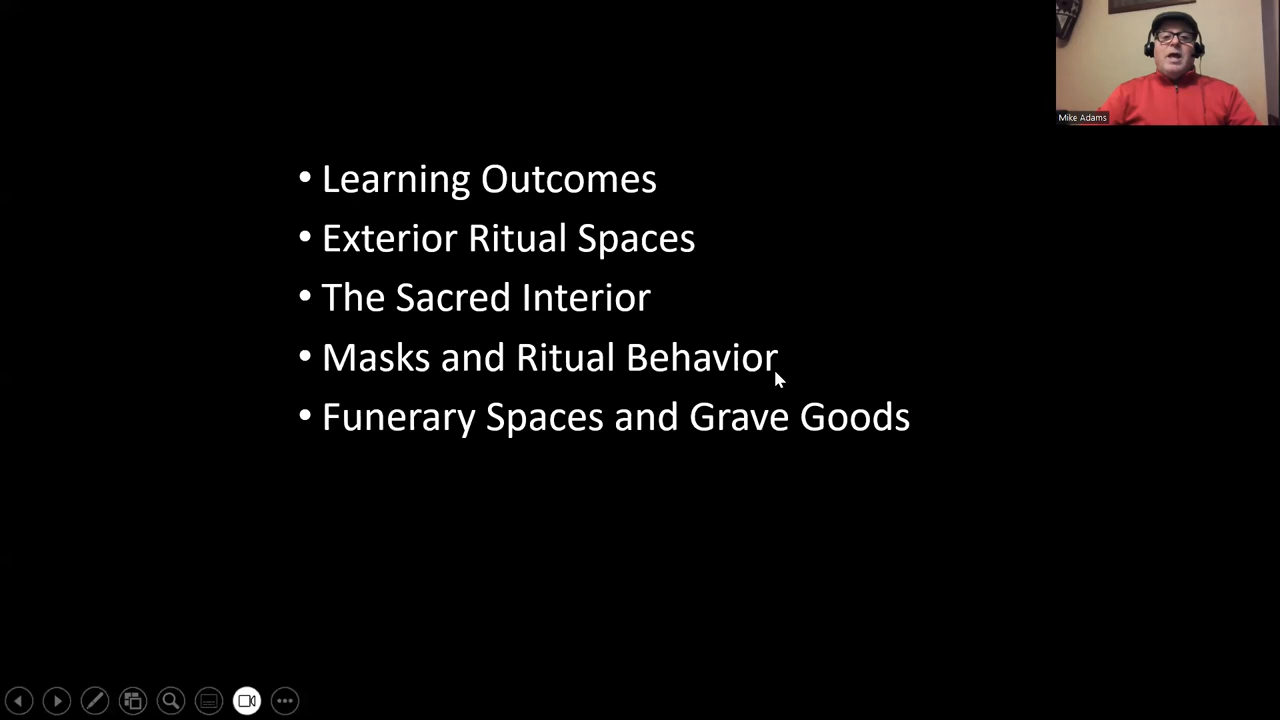 Mike Adams
• Learning Outcomes
• Exterior Ritual Spaces
• The Sacred Interior
• Masks and Ritual Behavior
• Funerary Spaces and Grave Goods